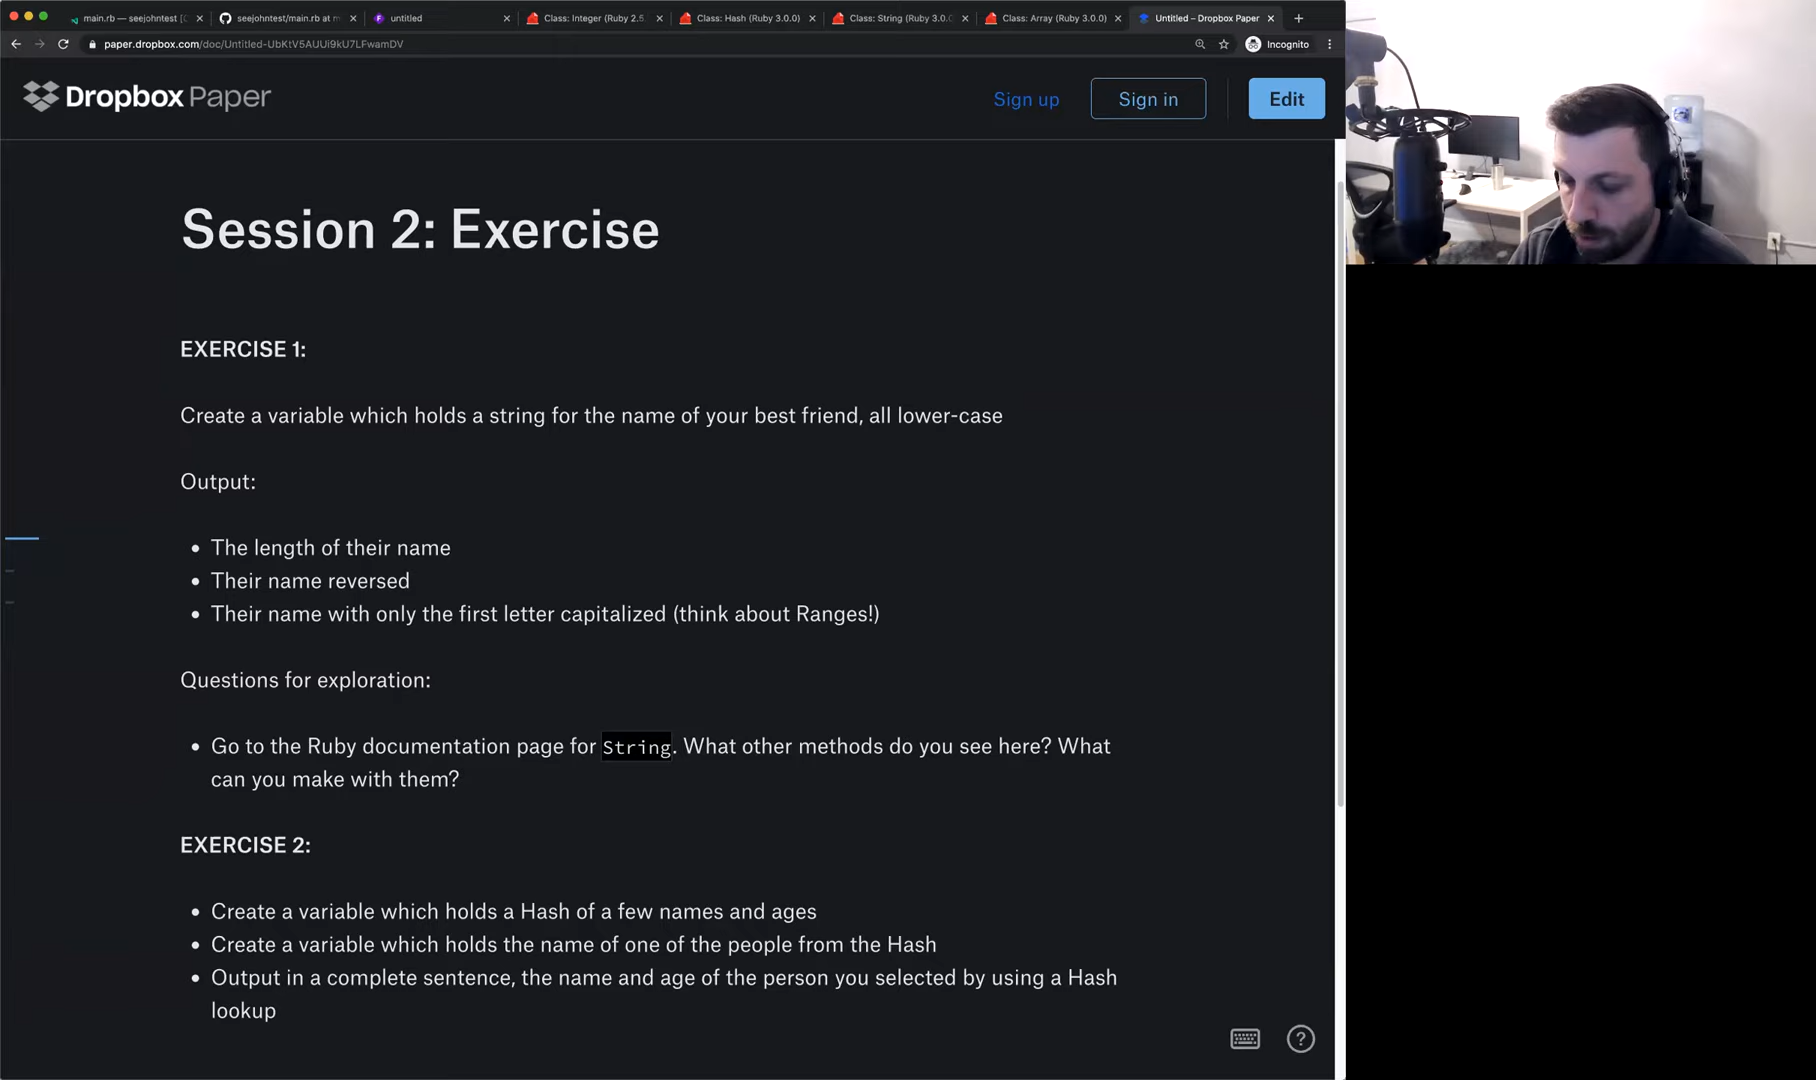 main.rb — seejohntest [C
seejohntest/main.rb at m
untitled
Class: Integer (Ruby 2.5.
Class: Hash (Ruby 3.0.0)
Class: String (Ruby 3.0.0
Class: Array (Ruby 3.0.0)
Untitled – Dropbox Paper
paper.dropbox.com/doc/Untitled-UbKtV5AUUi9kU7LFwamDV
Incognito
Dropbox Paper
Sign up
Sign in
Edit
Session 2: Exercise
EXERCISE 1:
Create a variable which holds a string for the name of your best friend, all lower-case
Output:
• The length of their name
• Their name reversed
• Their name with only the first letter capitalized (think about Ranges!)
Questions for exploration:
• Go to the Ruby documentation page for String. What other methods do you see here? What
can you make with them?
EXERCISE 2:
• Create a variable which holds a Hash of a few names and ages
• Create a variable which holds the name of one of the people from the Hash
• Output in a complete sentence, the name and age of the person you selected by using a Hash
lookup